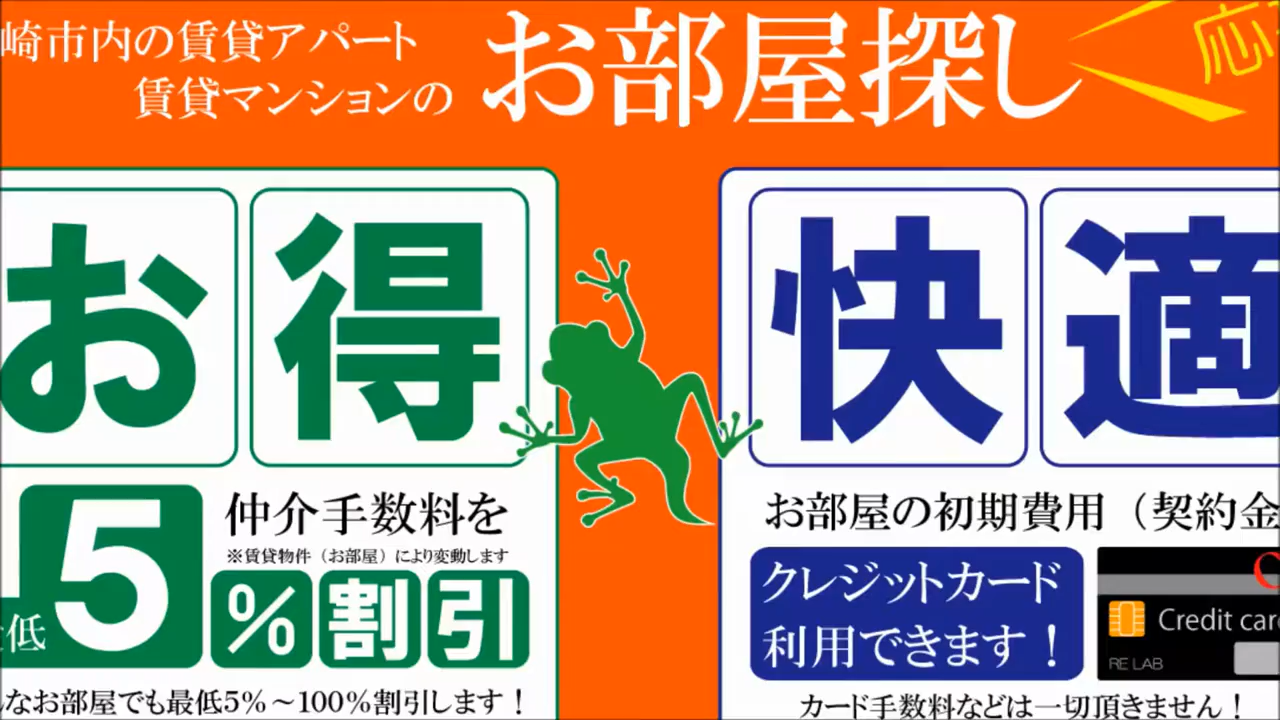 崎市内の賃貸アパート
賃貸マンションの
お部屋探し
応
お得
低5
仲介手数料を
※賃貸物件（お部屋）により変動します
%割引
なお部屋でも最低5%～100%割引します！
快適
お部屋の初期費用（契約金
クレジットカード
利用できます！
Credit car
RE LAB
カード手数料などは一切頂きません！